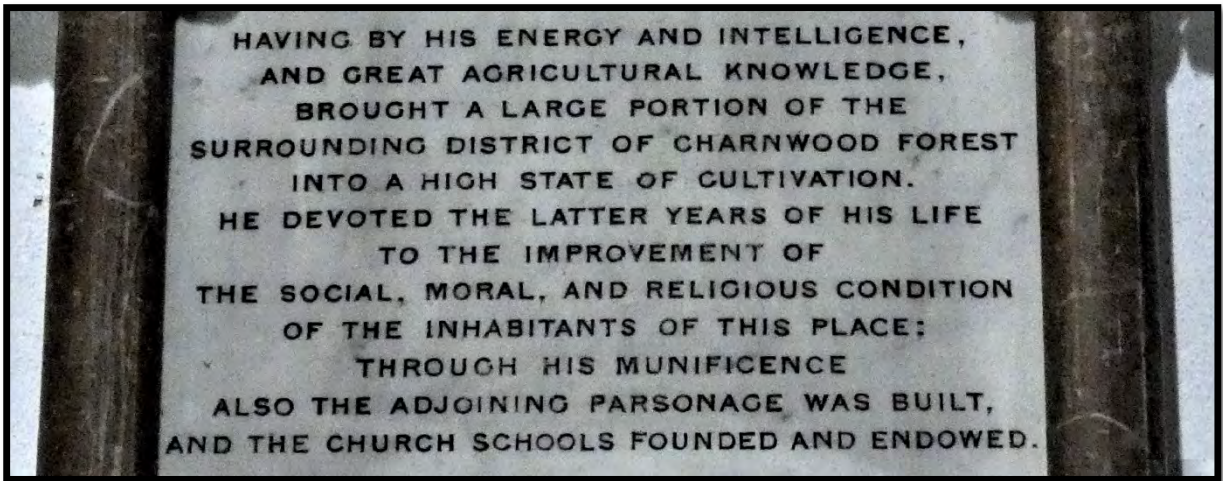 HAVING BY HIS ENERGY AND INTELLIGENCE,
AND GREAT AGRICULTURAL KNOWLEDGE,
BROUGHT A LARGE PORTION OF THE
SURROUNDING DISTRICT OF CHARNWOOD FOREST
INTO A HIGH STATE OF CULTIVATION.
HE DEVOTED THE LATTER YEARS OF HIS LIFE
TO THE IMPROVEMENT OF
THE SOCIAL, MORAL, AND RELIGIOUS CONDITION
OF THE INHABITANTS OF THIS PLACE;
THROUGH HIS MUNIFICENCE
ALSO THE ADJOINING PARSONAGE WAS BUILT,
AND THE CHURCH SCHOOLS FOUNDED AND ENDOWED.